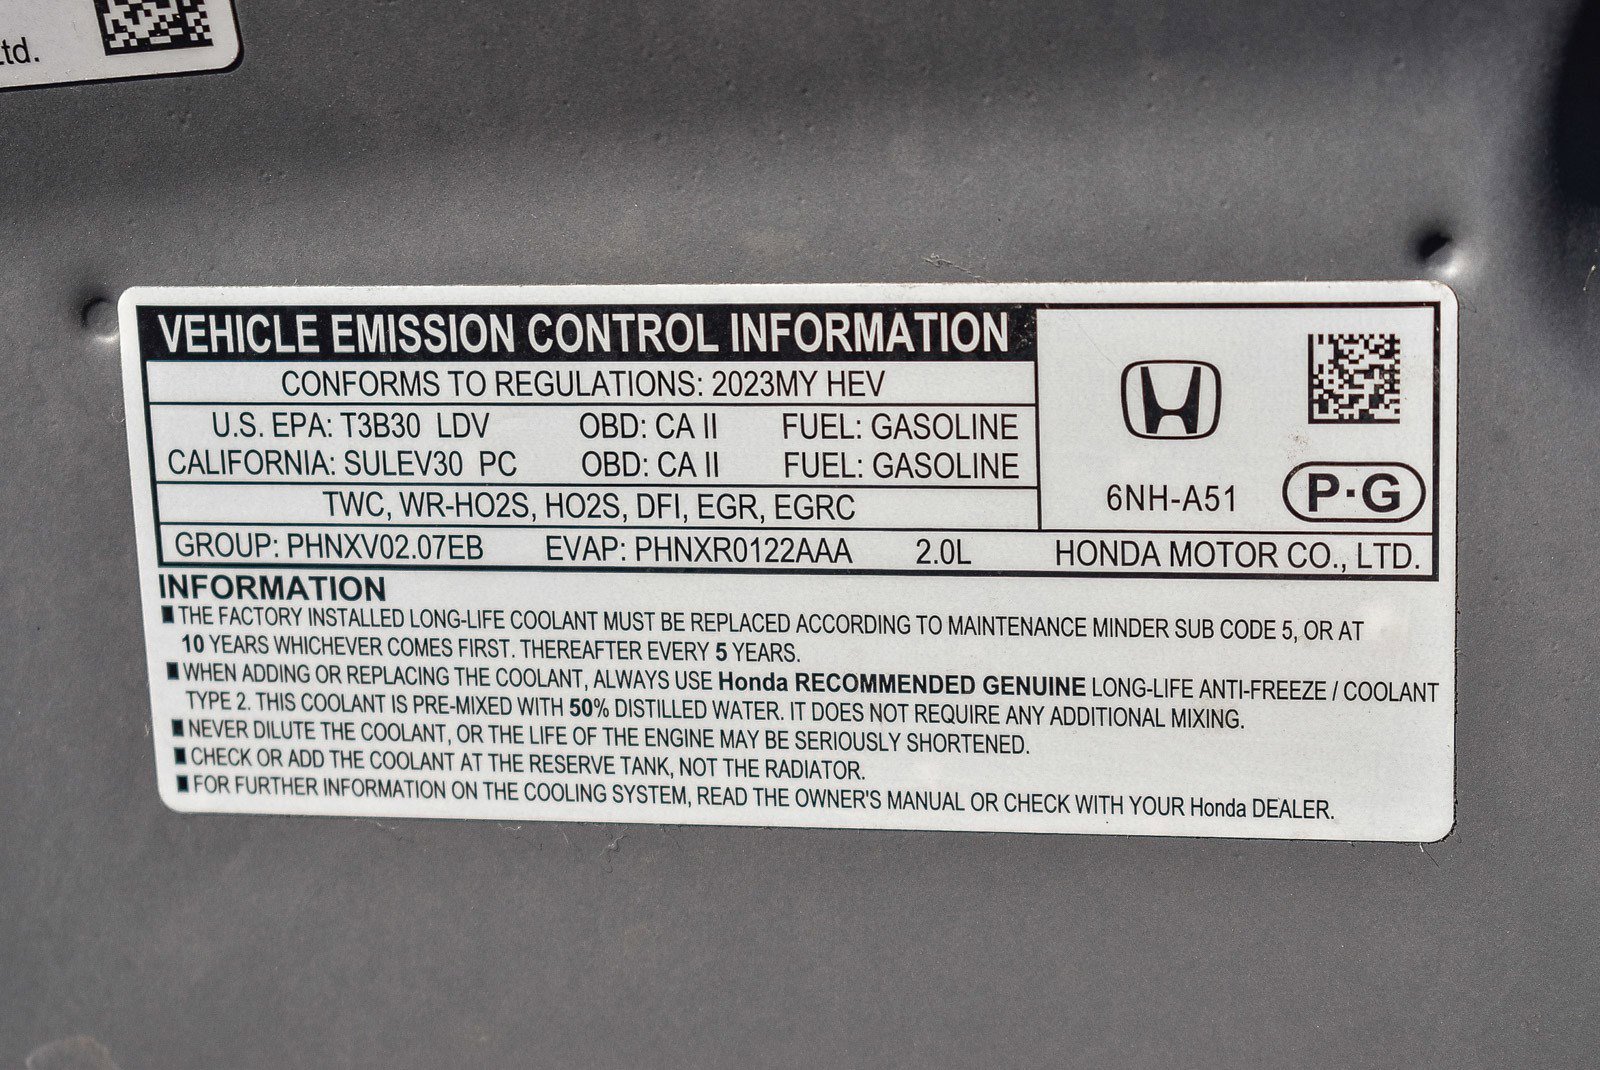 Ltd.
VEHICLE EMISSION CONTROL INFORMATION
CONFORMS TO REGULATIONS: 2023MY HEV
U.S. EPA: T3B30 LDV OBD: CA II FUEL: GASOLINE
CALIFORNIA: SULEV30 PC OBD: CA II FUEL: GASOLINE
TWC, WR-HO2S, HO2S, DFI, EGR, EGRC
6NH-A51 P·G
GROUP: PHNXV02.07EB EVAP: PHNXR0122AAA 2.0L HONDA MOTOR CO., LTD.
INFORMATION
■ THE FACTORY INSTALLED LONG-LIFE COOLANT MUST BE REPLACED ACCORDING TO MAINTENANCE MINDER SUB CODE 5, OR AT
10 YEARS WHICHEVER COMES FIRST. THEREAFTER EVERY 5 YEARS.
■ WHEN ADDING OR REPLACING THE COOLANT, ALWAYS USE Honda RECOMMENDED GENUINE LONG-LIFE ANTI-FREEZE / COOLANT
TYPE 2. THIS COOLANT IS PRE-MIXED WITH 50% DISTILLED WATER. IT DOES NOT REQUIRE ANY ADDITIONAL MIXING.
■ NEVER DILUTE THE COOLANT, OR THE LIFE OF THE ENGINE MAY BE SERIOUSLY SHORTENED.
■ CHECK OR ADD THE COOLANT AT THE RESERVE TANK, NOT THE RADIATOR.
■ FOR FURTHER INFORMATION ON THE COOLING SYSTEM, READ THE OWNER'S MANUAL OR CHECK WITH YOUR Honda DEALER.